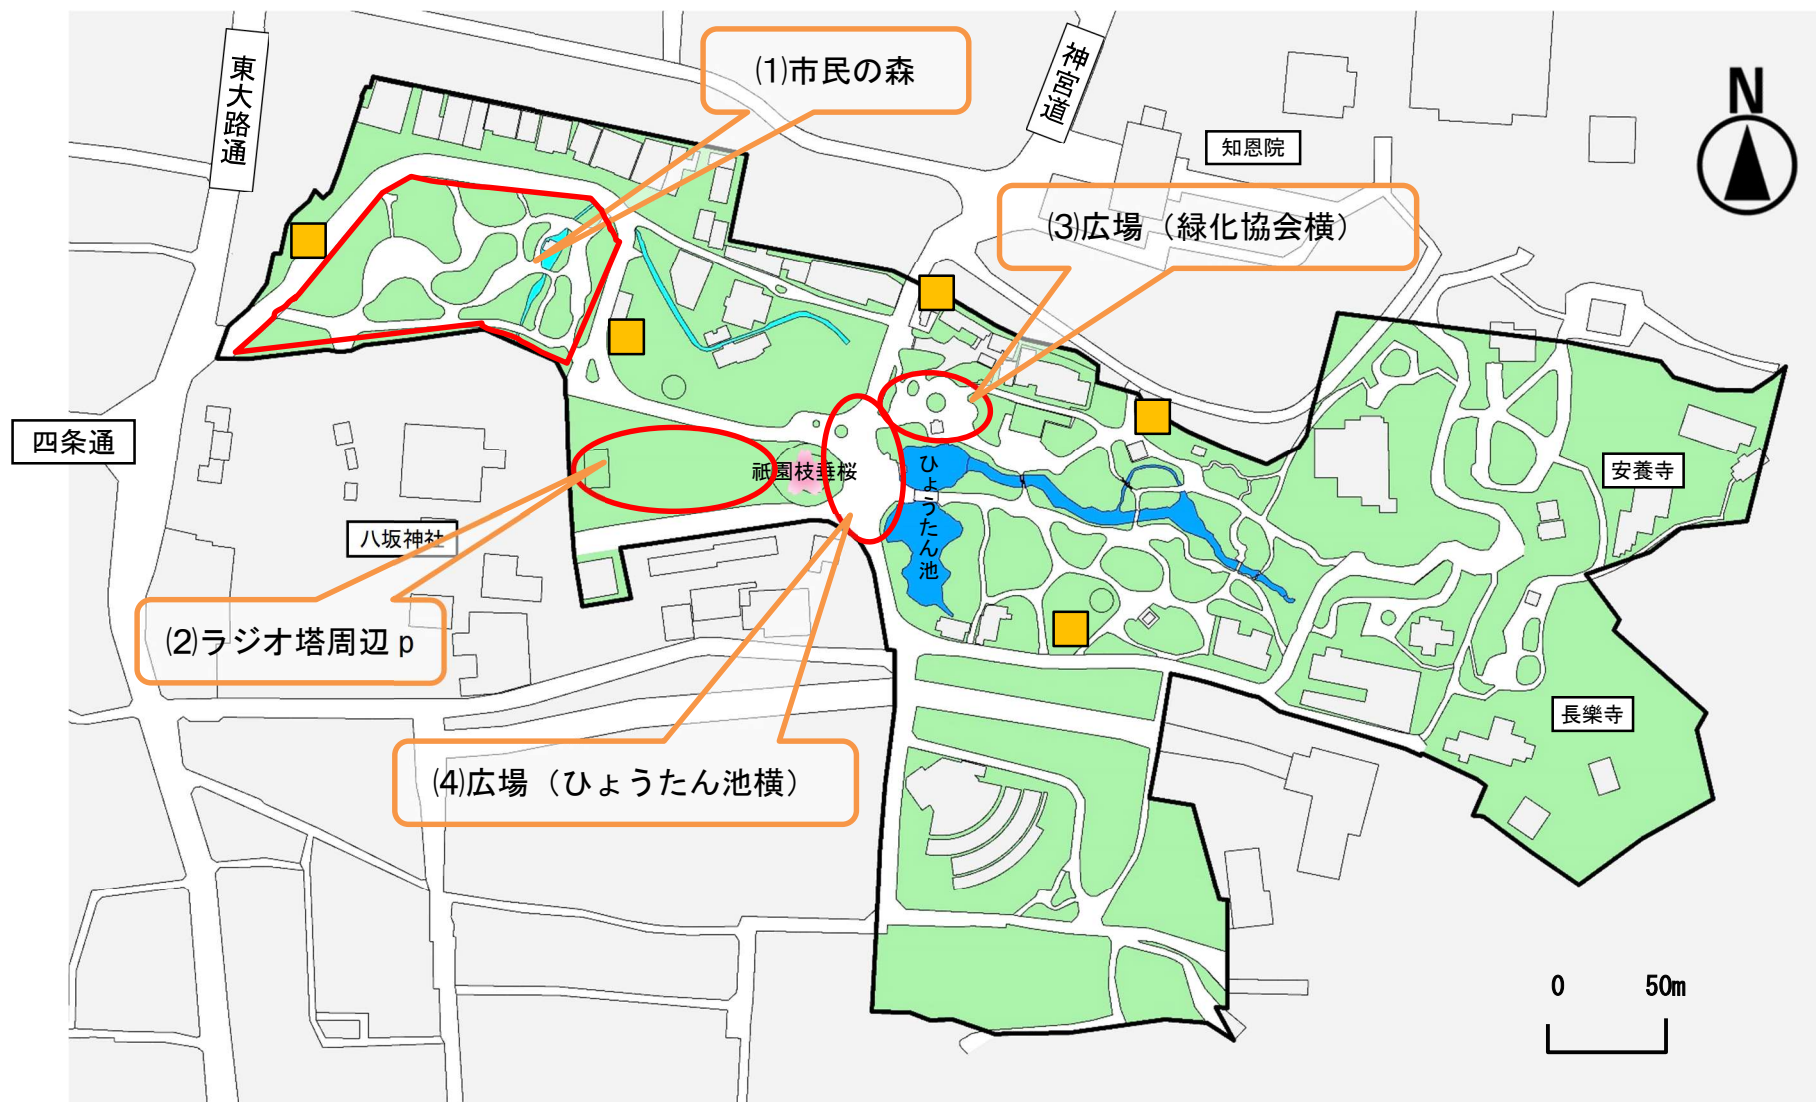 ⑴市民の森
東大路通
神宮道
N
知恩院
⑶広場（緑化協会横）
四条通
祇園枝垂桜
ひょうたん池
安養寺
八坂神社
⑵ラジオ塔周辺 p
長樂寺
⑷広場（ひょうたん池横）
0 50m